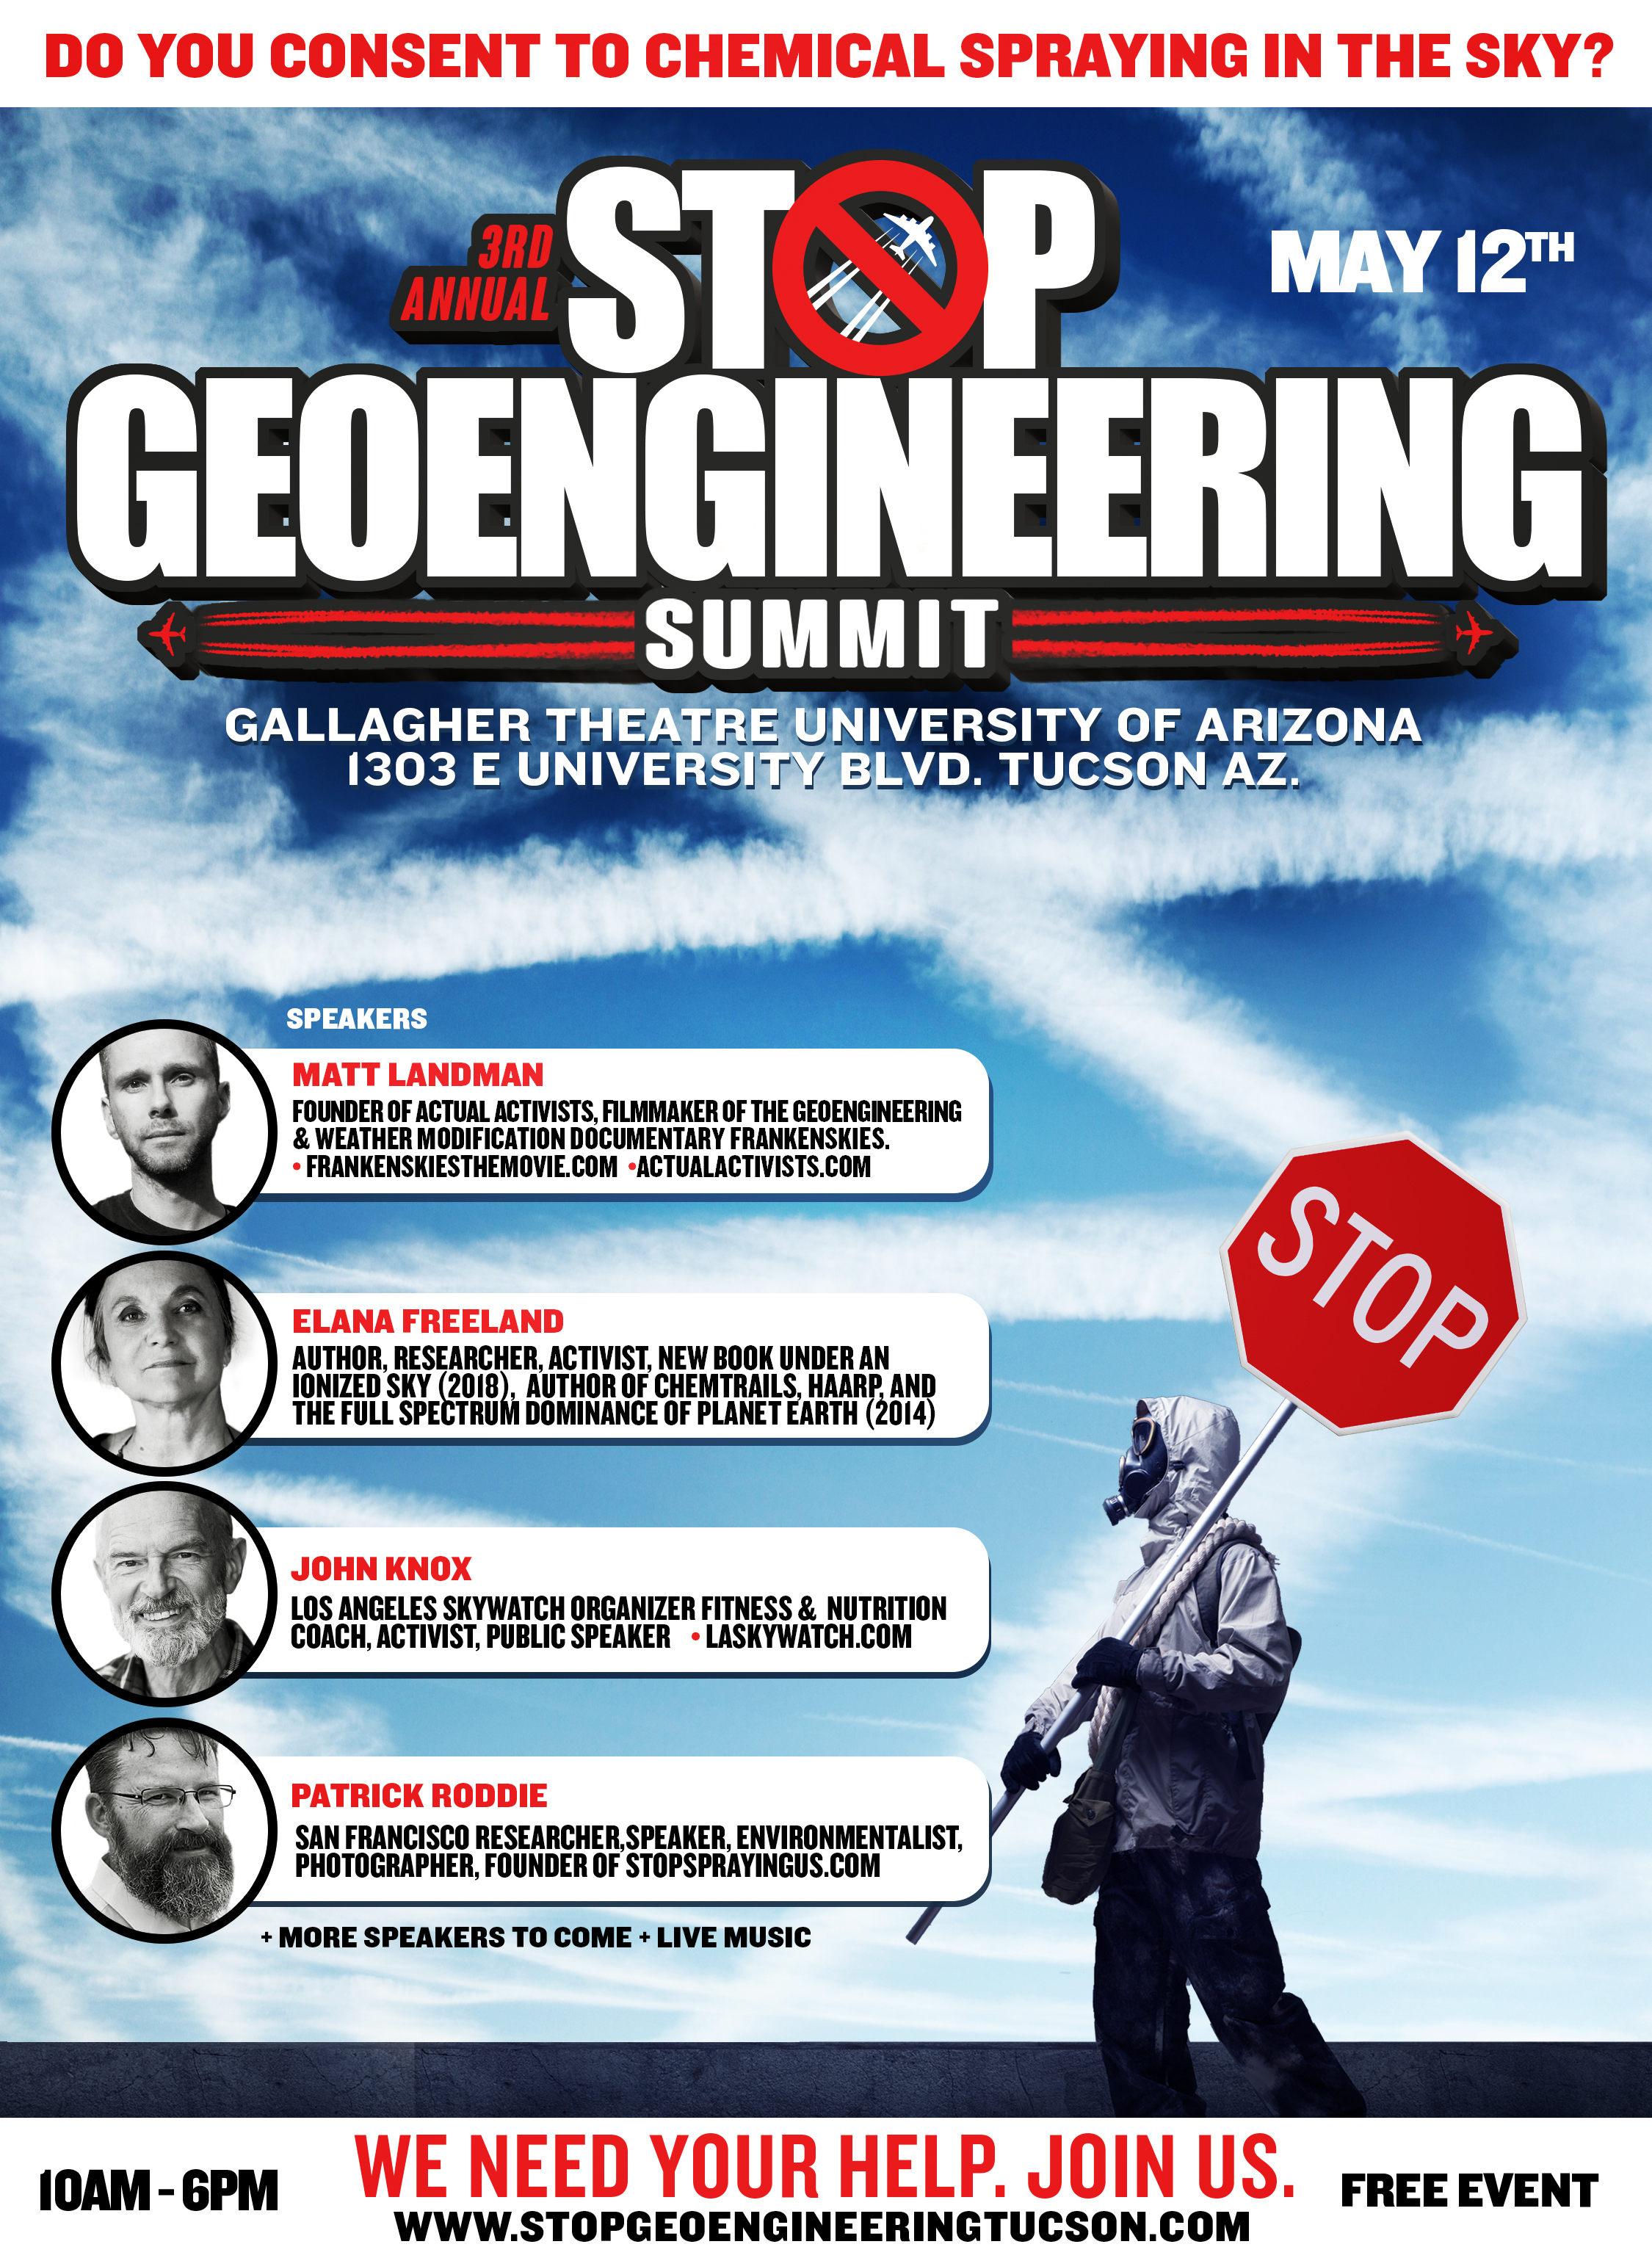 DO YOU CONSENT TO CHEMICAL SPRAYING IN THE SKY?
3RD
ANNUAL
STOP
MAY 12TH
GEOENGINEERING
SUMMIT
GALLAGHER THEATRE UNIVERSITY OF ARIZONA
1303 E UNIVERSITY BLVD. TUCSON AZ.
SPEAKERS
MATT LANDMAN
FOUNDER OF ACTUAL ACTIVISTS, FILMMAKER OF THE GEOENGINEERING
& WEATHER MODIFICATION DOCUMENTARY FRANKENSKIES.
• FRANKENSKIESTHEMOVIE.COM •ACTUALACTIVISTS.COM
ELANA FREELAND
AUTHOR, RESEARCHER, ACTIVIST, NEW BOOK UNDER AN
IONIZED SKY (2018), AUTHOR OF CHEMTRAILS, HAARP, AND
THE FULL SPECTRUM DOMINANCE OF PLANET EARTH (2014)
STOP
JOHN KNOX
LOS ANGELES SKYWATCH ORGANIZER FITNESS & NUTRITION
COACH, ACTIVIST, PUBLIC SPEAKER • LASKYWATCH.COM
PATRICK RODDIE
SAN FRANCISCO RESEARCHER,SPEAKER, ENVIRONMENTALIST,
PHOTOGRAPHER, FOUNDER OF STOPSPRAYINGUS.COM
+ MORE SPEAKERS TO COME + LIVE MUSIC
10AM - 6PM
WE NEED YOUR HELP. JOIN US.
WWW.STOPGEOENGINEERINGTUCSON.COM
FREE EVENT